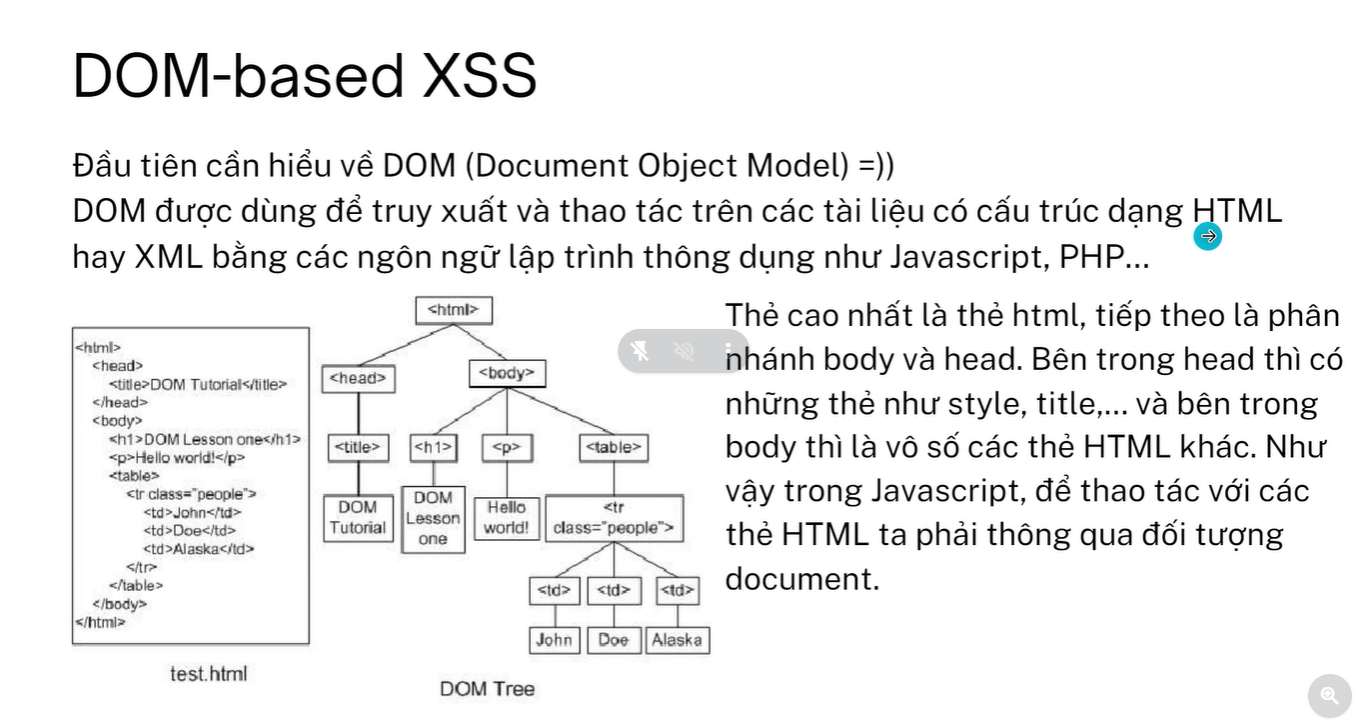 DOM-based XSS
Đầu tiên cần hiểu về DOM (Document Object Model) =))
DOM được dùng để truy xuất và thao tác trên các tài liệu có cấu trúc dạng HTML
hay XML bằng các ngôn ngữ lập trình thông dụng như Javascript, PHP...
<html>
<head>
<title>DOM Tutorial</title>
</head>
<body>
<h1>DOM Lesson one</h1>
<p>Hello world!</p>
<table>
<tr class="people">
<td>John</td>
<td>Doe</td>
<td>Alaska</td>
</tr>
</table>
</body>
</html>
test.html
<html>
<head>
<body>
<title>
<h1>
<p>
<table>
DOM
Tutorial
DOM
Lesson
one
Hello
world!
<tr
class="people">
<td>
<td>
<td>
John
Doe
Alaska
DOM Tree
Thẻ cao nhất là thẻ html, tiếp theo là phân
nhánh body và head. Bên trong head thì có
những thẻ như style, title,... và bên trong
body thì là vô số các thẻ HTML khác. Như
vậy trong Javascript, để thao tác với các
thẻ HTML ta phải thông qua đối tượng
document.